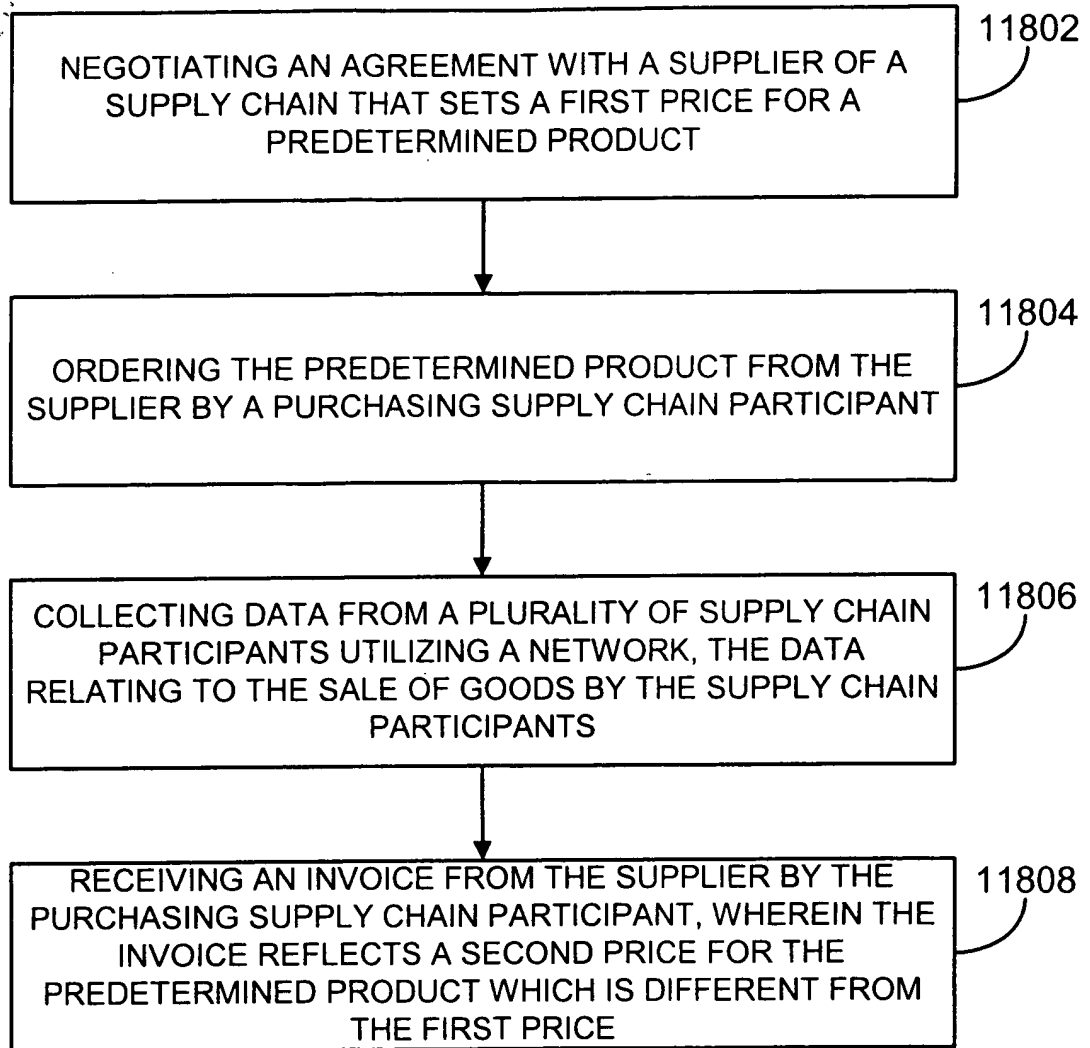 11802
NEGOTIATING AN AGREEMENT WITH A SUPPLIER OF A
SUPPLY CHAIN THAT SETS A FIRST PRICE FOR A
PREDETERMINED PRODUCT
11804
ORDERING THE PREDETERMINED PRODUCT FROM THE
SUPPLIER BY A PURCHASING SUPPLY CHAIN PARTICIPANT
11806
COLLECTING DATA FROM A PLURALITY OF SUPPLY CHAIN
PARTICIPANTS UTILIZING A NETWORK, THE DATA
RELATING TO THE SALE OF GOODS BY THE SUPPLY CHAIN
PARTICIPANTS
11808
RECEIVING AN INVOICE FROM THE SUPPLIER BY THE
PURCHASING SUPPLY CHAIN PARTICIPANT, WHEREIN THE
INVOICE REFLECTS A SECOND PRICE FOR THE
PREDETERMINED PRODUCT WHICH IS DIFFERENT FROM
THE FIRST PRICE